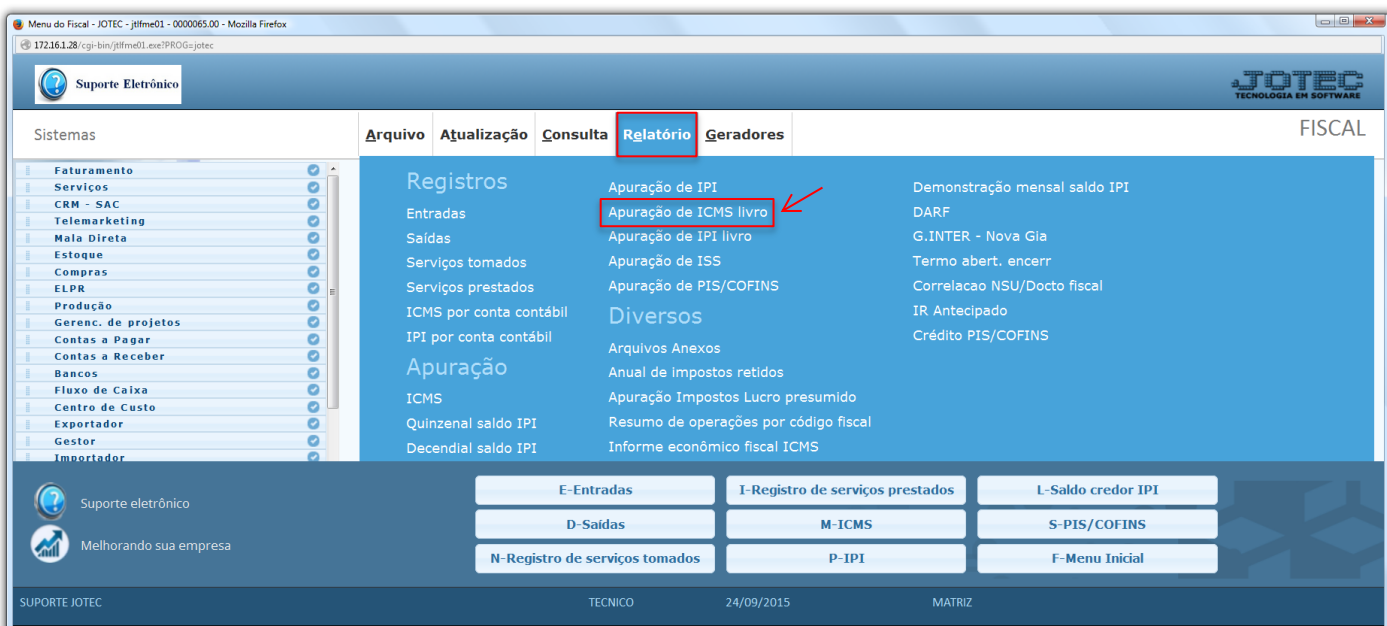 Menu do Fiscal - JOTEC - jtlfme01 - 0000065.00 - Mozilla Firefox
172.16.1.28/cgi-bin/jtlfme01.exe?PROG=jotec
Suporte Eletrônico
JOTEC
TECNOLOGIA EM SOFTWARE
Sistemas
Arquivo Atualização Consulta Relatório Geradores
FISCAL
Faturamento
Serviços
CRM - SAC
Telemarketing
Mala Direta
Estoque
Compras
ELPR
Produção
Gerenc. de projetos
Contas a Pagar
Contas a Receber
Bancos
Fluxo de Caixa
Centro de Custo
Exportador
Gestor
Importador
Registros
Entradas
Saídas
Serviços tomados
Serviços prestados
ICMS por conta contábil
IPI por conta contábil
Apuração
ICMS
Quinzenal saldo IPI
Decendial saldo IPI
Apuração de IPI
Apuração de ICMS livro
Apuração de IPI livro
Apuração de ISS
Apuração de PIS/COFINS
Diversos
Arquivos Anexos
Anual de impostos retidos
Apuração Impostos Lucro presumido
Resumo de operações por código fiscal
Informe econômico fiscal ICMS
Demonstração mensal saldo IPI
DARF
G.INTER - Nova Gia
Termo abert. encerr
Correlacao NSU/Docto fiscal
IR Antecipado
Crédito PIS/COFINS
Suporte eletrônico
Melhorando sua empresa
E-Entradas I-Registro de serviços prestados L-Saldo credor IPI
D-Saídas M-ICMS S-PIS/COFINS
N-Registro de serviços tomados P-IPI F-Menu Inicial
SUPORTE JOTEC TECNICO 24/09/2015 MATRIZ